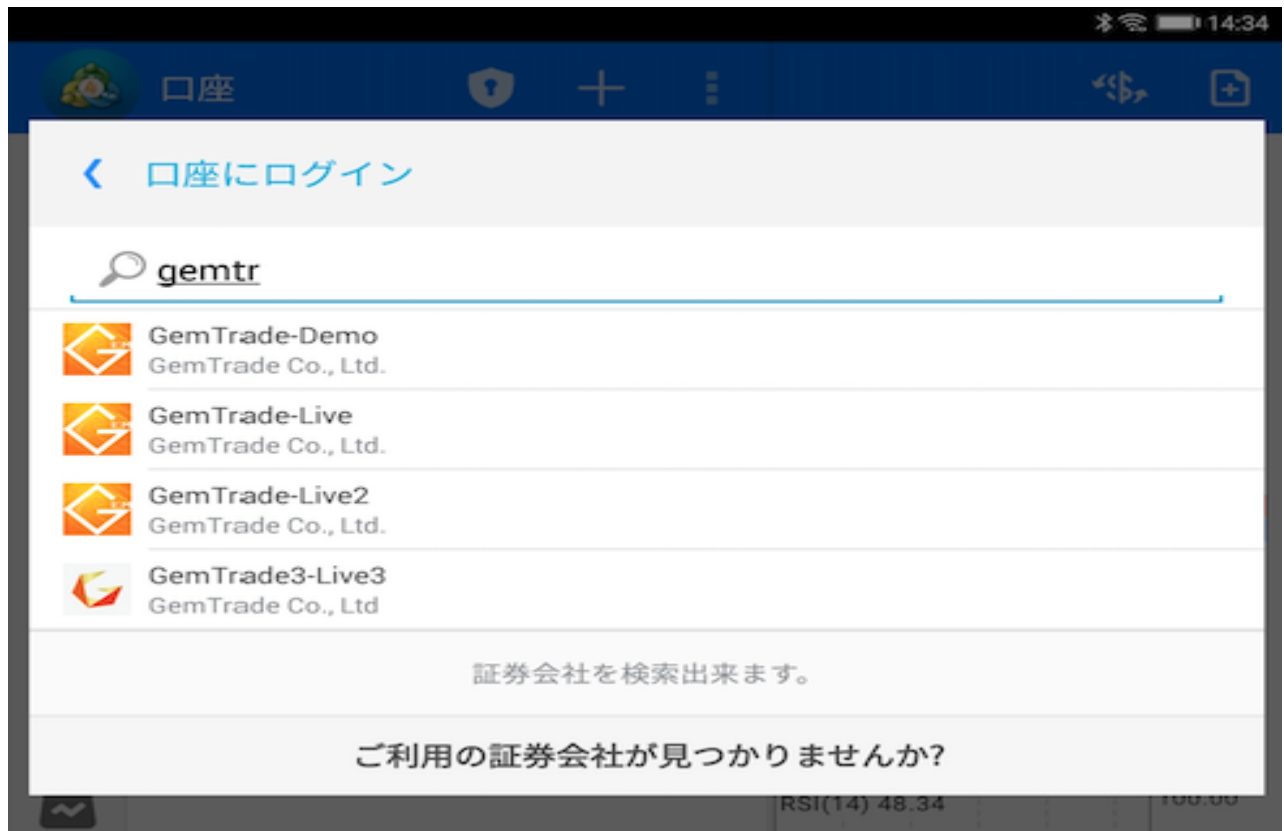 14:34
口座
口座にログイン
gemtr
GemTrade-Demo
GemTrade Co., Ltd.
GemTrade-Live
GemTrade Co., Ltd.
GemTrade-Live2
GemTrade Co., Ltd.
GemTrade3-Live3
GemTrade Co., Ltd
証券会社を検索出来ます。
ご利用の証券会社が見つかりませんか?
RSI(14) 48.34
100.00